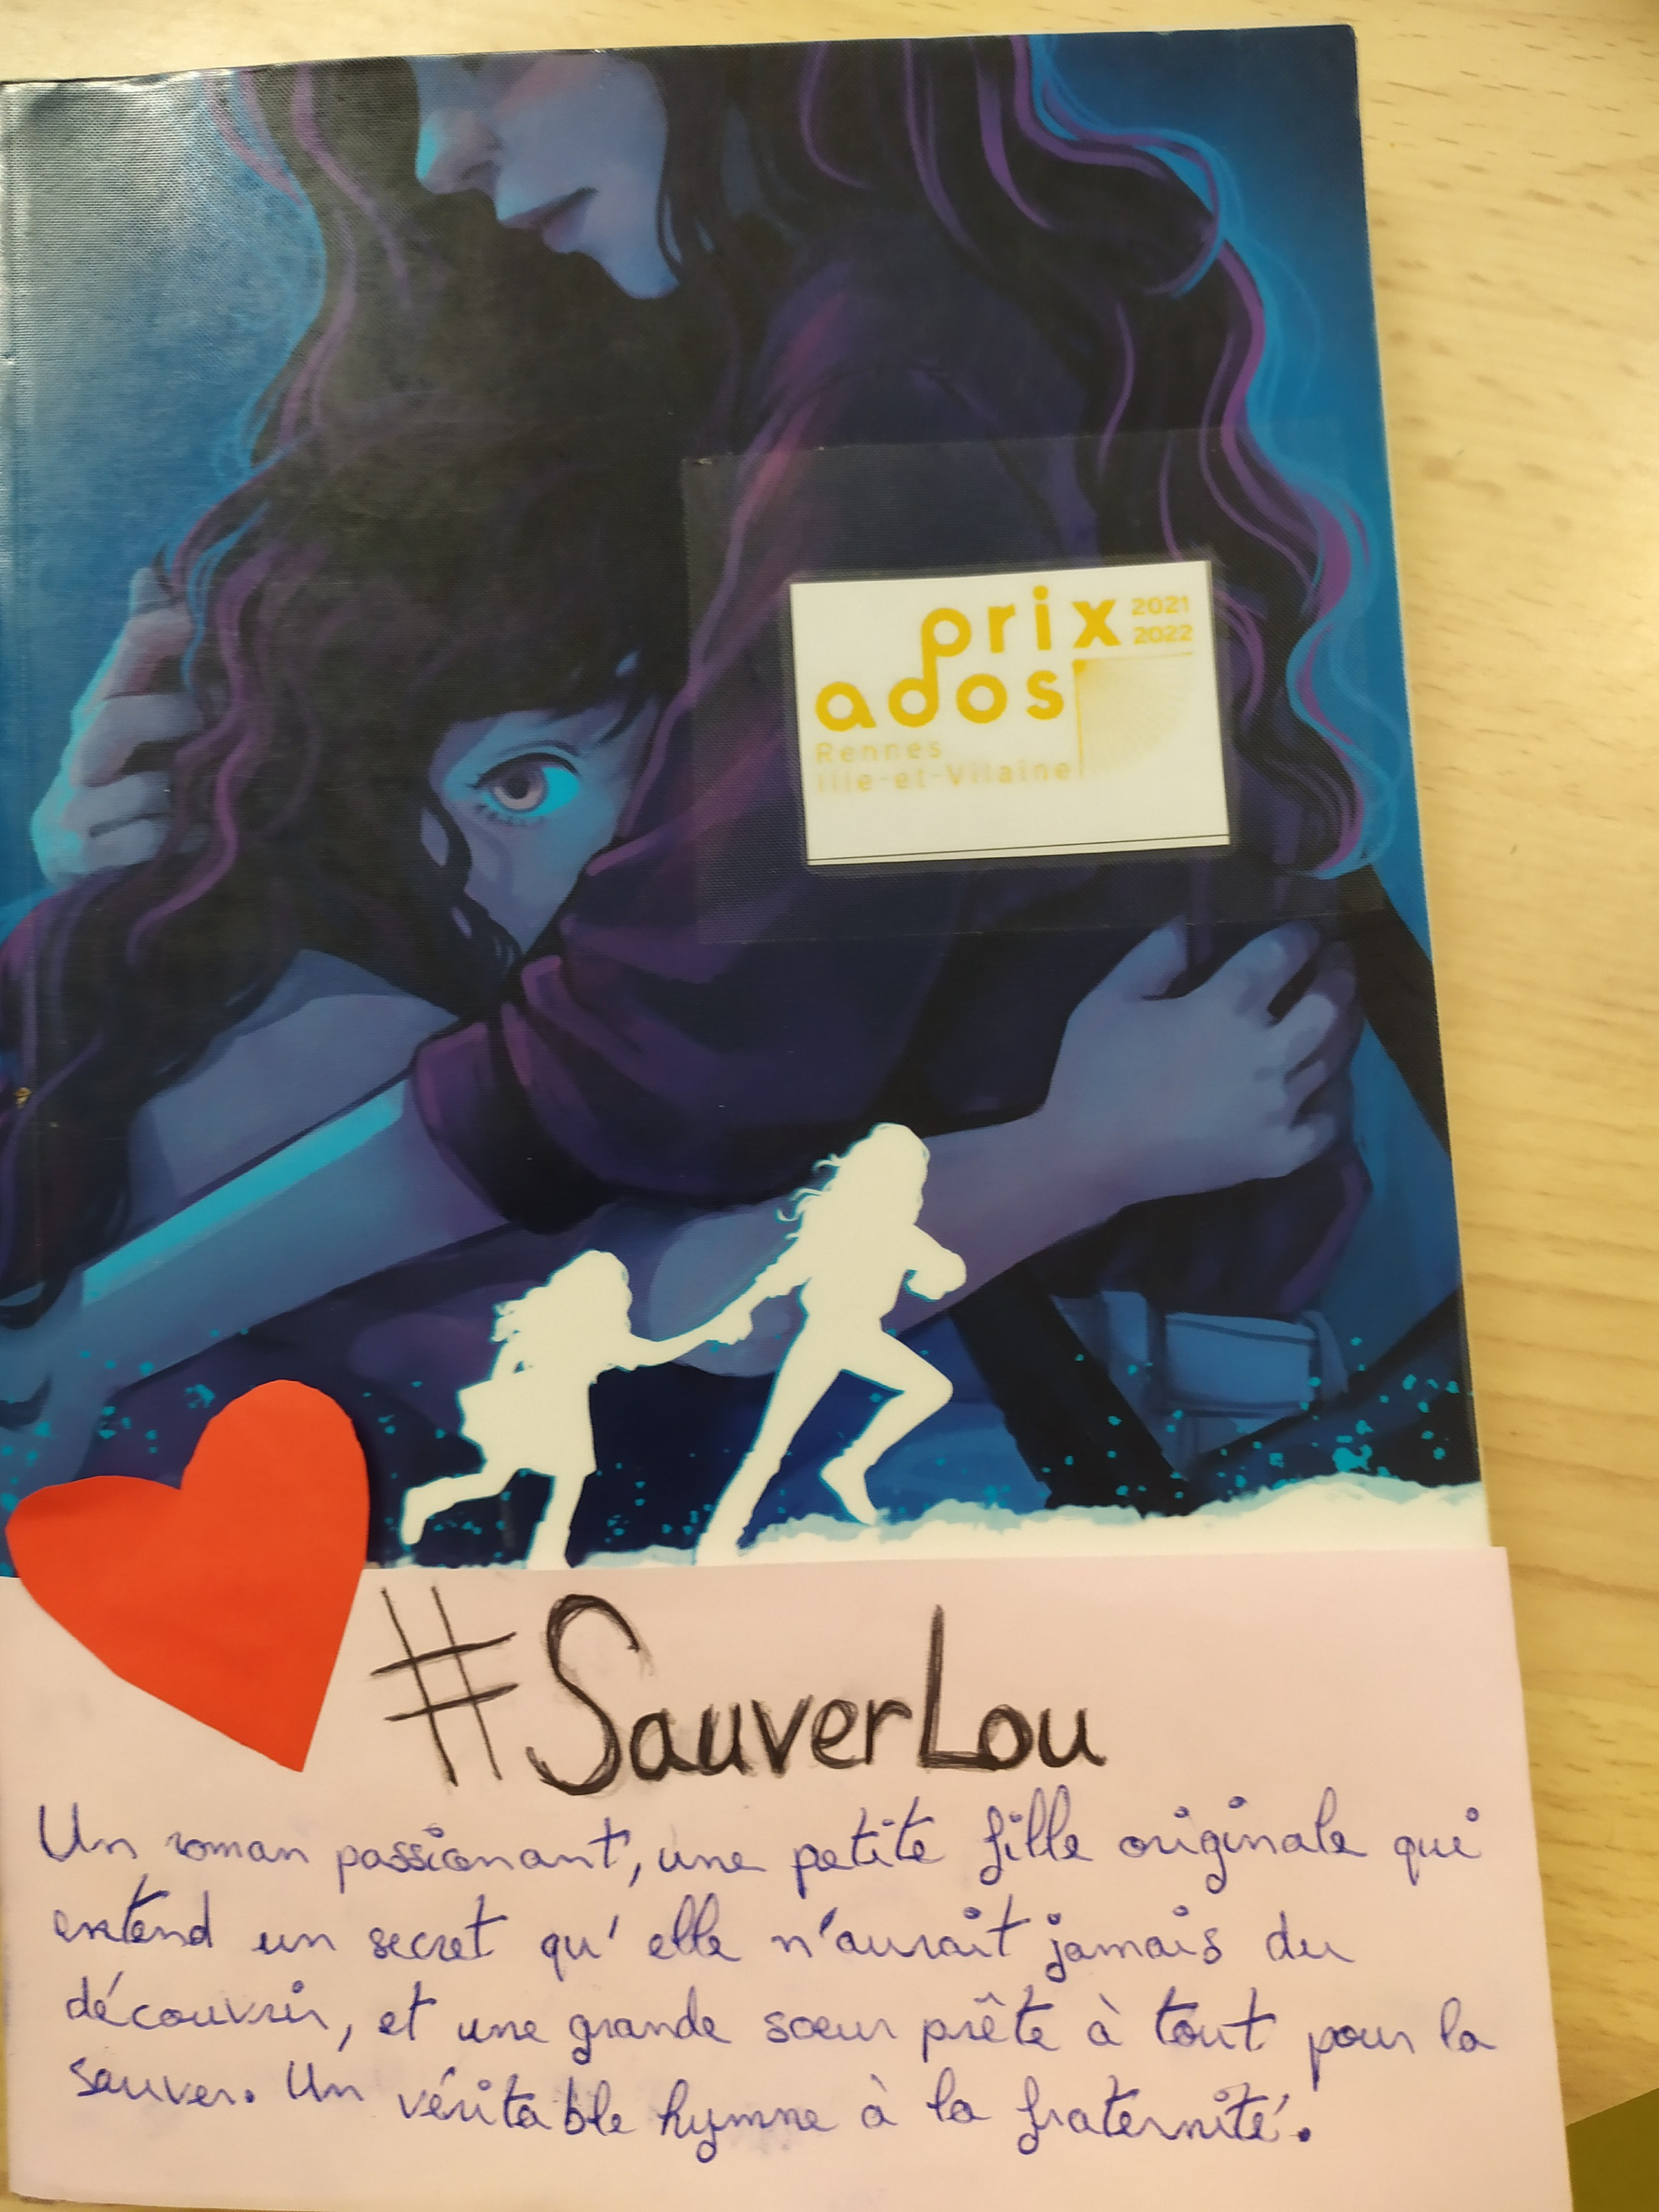 prix 2021
2022
ados
Rennes
Ille-et-Vilaine
#SauverLou
Un roman passionant, une petite fille originale qui
entend un secret qu'elle n'aurait jamais du
découvrir, et une grande soeur prête à tout pour la
sauver. Un véritable hymne à la fraternité.